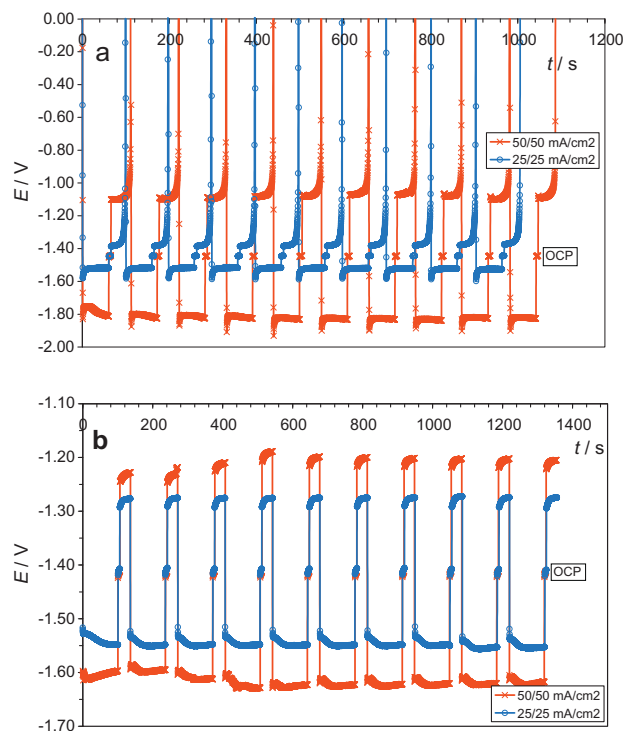 0.00
0 200 400 600 800 1000 1200
a
t / s
-0.20
-0.40
-0.60
-0.80
-1.00
-1.20
-1.40
-1.60
-1.80
-2.00
E / V
50/50 mA/cm2
25/25 mA/cm2
OCP
-1.10
0 200 400 600 800 1000 1200 1400
b
t / s
-1.20
-1.30
-1.40
-1.50
-1.60
-1.70
E / V
OCP
50/50 mA/cm2
25/25 mA/cm2